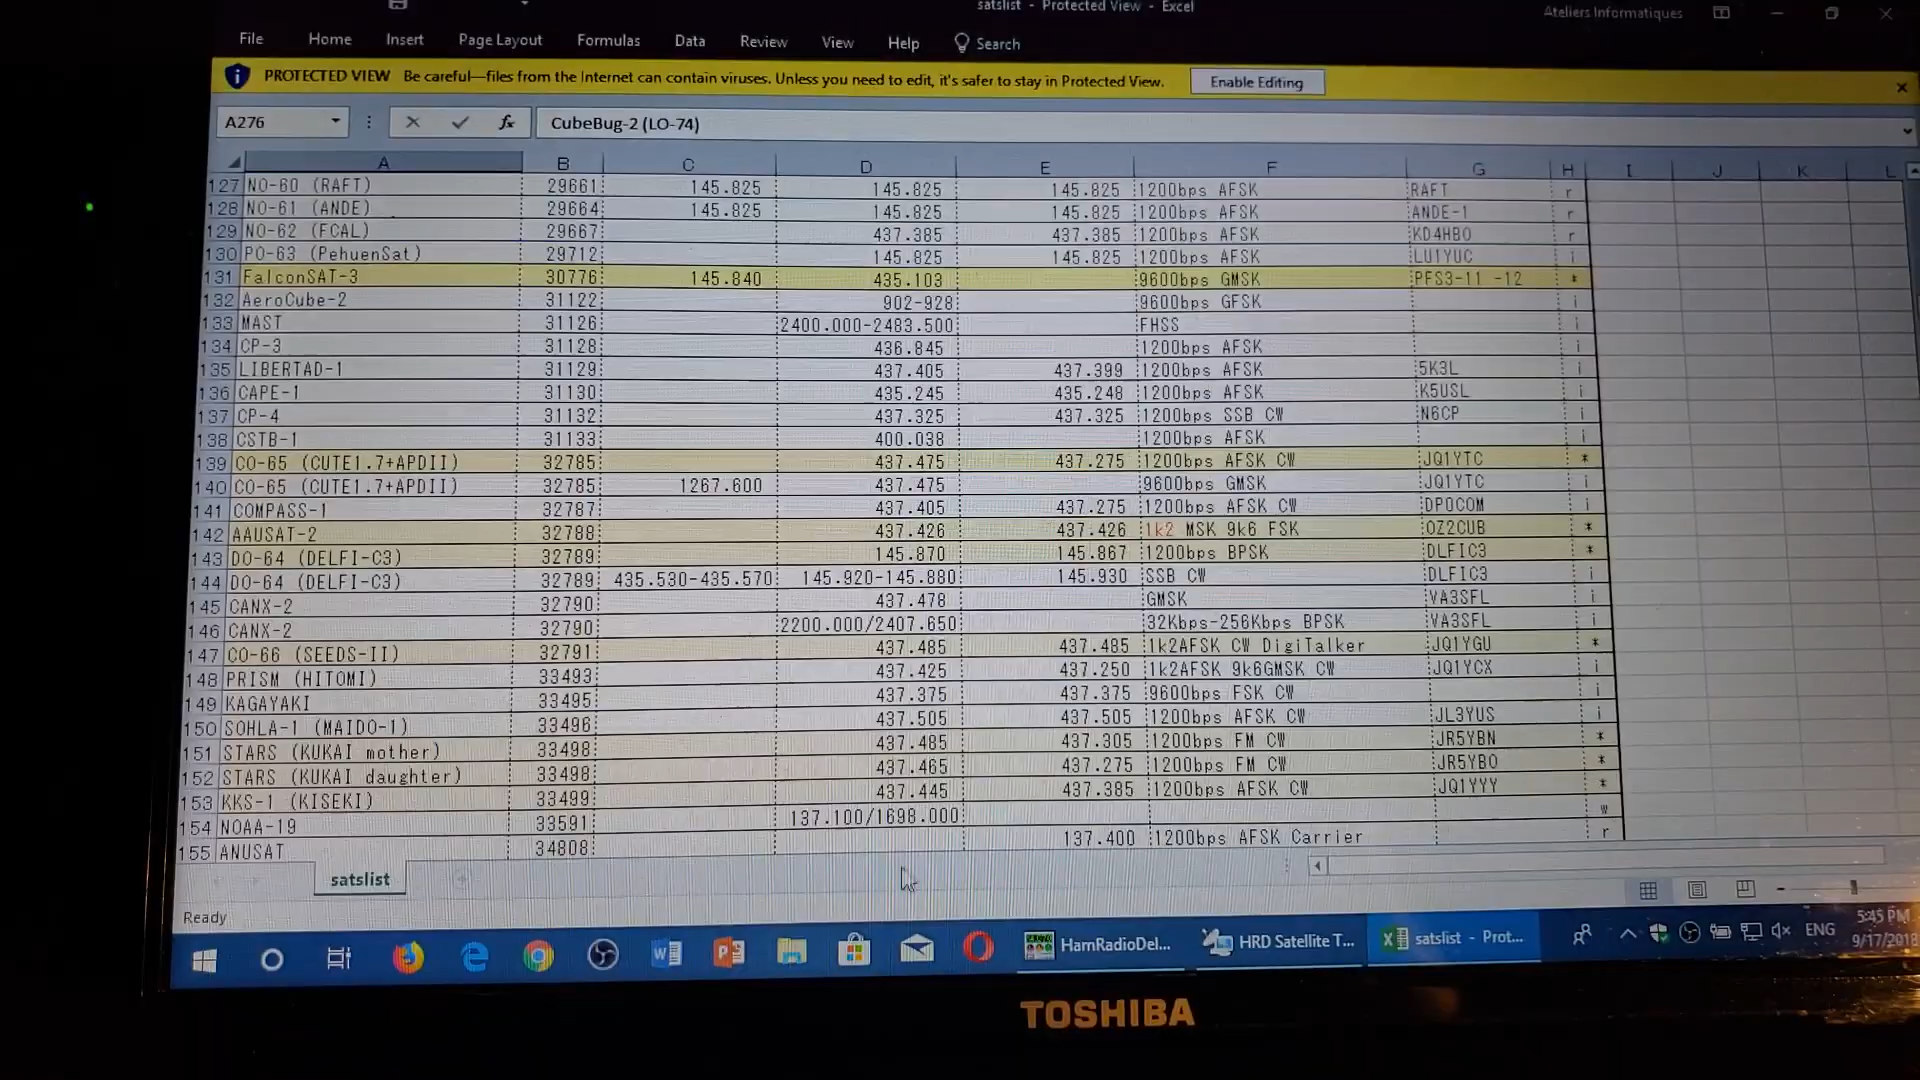 satslist - Protected View - Excel
Ateliers Informatiques
File Home Insert Page Layout Formulas Data Review View Help Search
PROTECTED VIEW Be careful—files from the Internet can contain viruses. Unless you need to edit, it's safer to stay in Protected View. Enable Editing
A276 fx CubeBug-2 (LO-74)
A B C D E F G H I J K L
127 NO-60 (RAFT) 29661 145.825 145.825 145.825 1200bps AFSK RAFT r
128 NO-61 (ANDE) 29664 145.825 145.825 145.825 1200bps AFSK ANDE-1 r
129 NO-62 (FCAL) 29667 437.385 437.385 1200bps AFSK KD4HBO r
130 PO-63 (PehuenSat) 29712 145.825 145.825 1200bps AFSK LU1YUC i
131 FalconSAT-3 30776 145.840 435.103 9600bps GMSK PFS3-11 -12 *
132 AeroCube-2 31122 902-928 9600bps GFSK i
133 MAST 31126 2400.000-2483.500 FHSS i
134 CP-3 31128 436.845 1200bps AFSK i
135 LIBERTAD-1 31129 437.405 437.399 1200bps AFSK 5K3L i
136 CAPE-1 31130 435.245 435.248 1200bps AFSK K5USL i
137 CP-4 31132 437.325 437.325 1200bps SSB CW N6CP i
138 CSTB-1 31133 400.038 1200bps AFSK i
139 CO-65 (CUTE1.7+APDII) 32785 437.475 437.275 1200bps AFSK CW JQ1YTC *
140 CO-65 (CUTE1.7+APDII) 32785 1267.600 437.475 9600bps GMSK JQ1YTC i
141 COMPASS-1 32787 437.405 437.275 1200bps AFSK CW DP0COM i
142 AAUSAT-2 32788 437.426 437.426 1k2 MSK 9k6 FSK OZ2CUB *
143 DO-64 (DELFI-C3) 32789 145.870 145.867 1200bps BPSK DLFIC3 *
144 DO-64 (DELFI-C3) 32789 435.530-435.570 145.920-145.880 145.930 SSB CW DLFIC3 i
145 CANX-2 32790 437.478 GMSK VA3SFL i
146 CANX-2 32790 2200.000/2407.650 32Kbps-256Kbps BPSK VA3SFL i
147 CO-66 (SEEDS-II) 32791 437.485 437.485 1k2AFSK CW DigiTalker JQ1YGU *
148 PRISM (HITOMI) 33493 437.425 437.250 1k2AFSK 9k6GMSK CW JQ1YCX i
149 KAGAYAKI 33495 437.375 437.375 9600bps FSK CW i
150 SOHLA-1 (MAIDO-1) 33496 437.505 437.505 1200bps AFSK CW JL3YUS i
151 STARS (KUKAI mother) 33498 437.485 437.305 1200bps FM CW JR5YBN *
152 STARS (KUKAI daughter) 33498 437.465 437.275 1200bps FM CW JR5YBO *
153 KKS-1 (KISEKI) 33499 437.445 437.385 1200bps AFSK CW JQ1YYY *
154 NOAA-19 33591 137.100/1698.000 w
155 ANUSAT 34808 137.400 1200bps AFSK Carrier r
satslist
Ready
HamRadioDel... HRD Satellite T... satslist - Prot... ENG 5:45 PM
9/17/2018
TOSHIBA